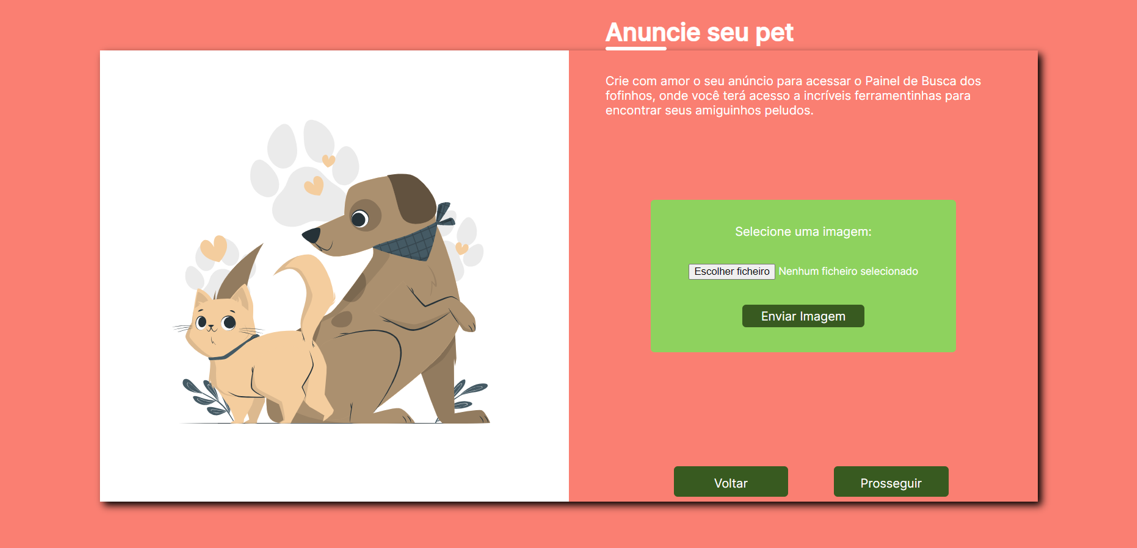 Anuncie seu pet
Crie com amor o seu anúncio para acessar o Painel de Busca dos
fofinhos, onde você terá acesso a incríveis ferramentinhas para
encontrar seus amiguinhos peludos.
Selecione uma imagem:
Escolher ficheiro Nenhum ficheiro selecionado
Enviar Imagem
Voltar Prosseguir